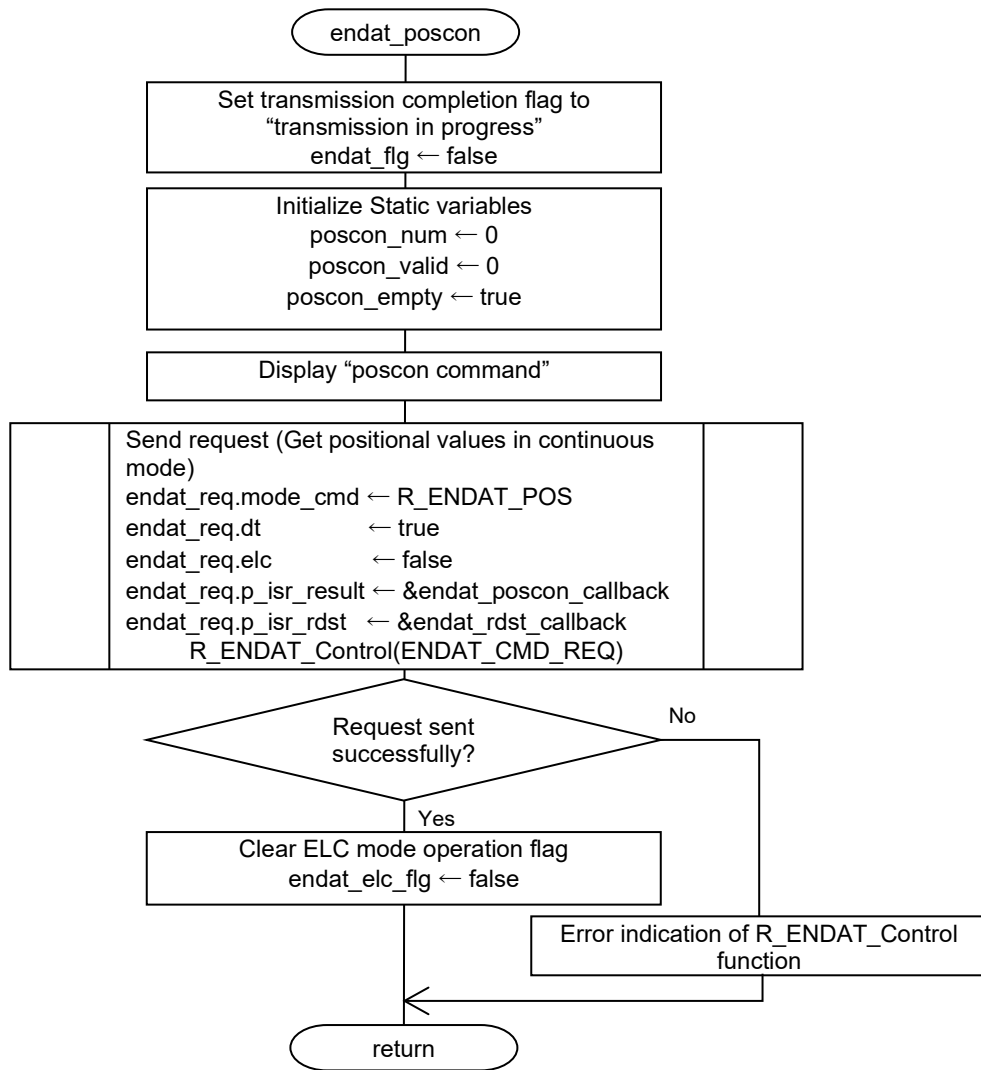 endat_poscon
Set transmission completion flag to
“transmission in progress”
endat_flg ← false
Initialize Static variables
poscon_num ← 0
poscon_valid ← 0
poscon_empty ← true
Display “poscon command”
Send request (Get positional values in continuous
mode)
endat_req.mode_cmd ← R_ENDAT_POS
endat_req.dt ← true
endat_req.elc ← false
endat_req.p_isr_result ← &endat_poscon_callback
endat_req.p_isr_rdst ← &endat_rdst_callback
R_ENDAT_Control(ENDAT_CMD_REQ)
No
Request sent
successfully?
Yes
Clear ELC mode operation flag
endat_elc_flg ← false
Error indication of R_ENDAT_Control
function
return